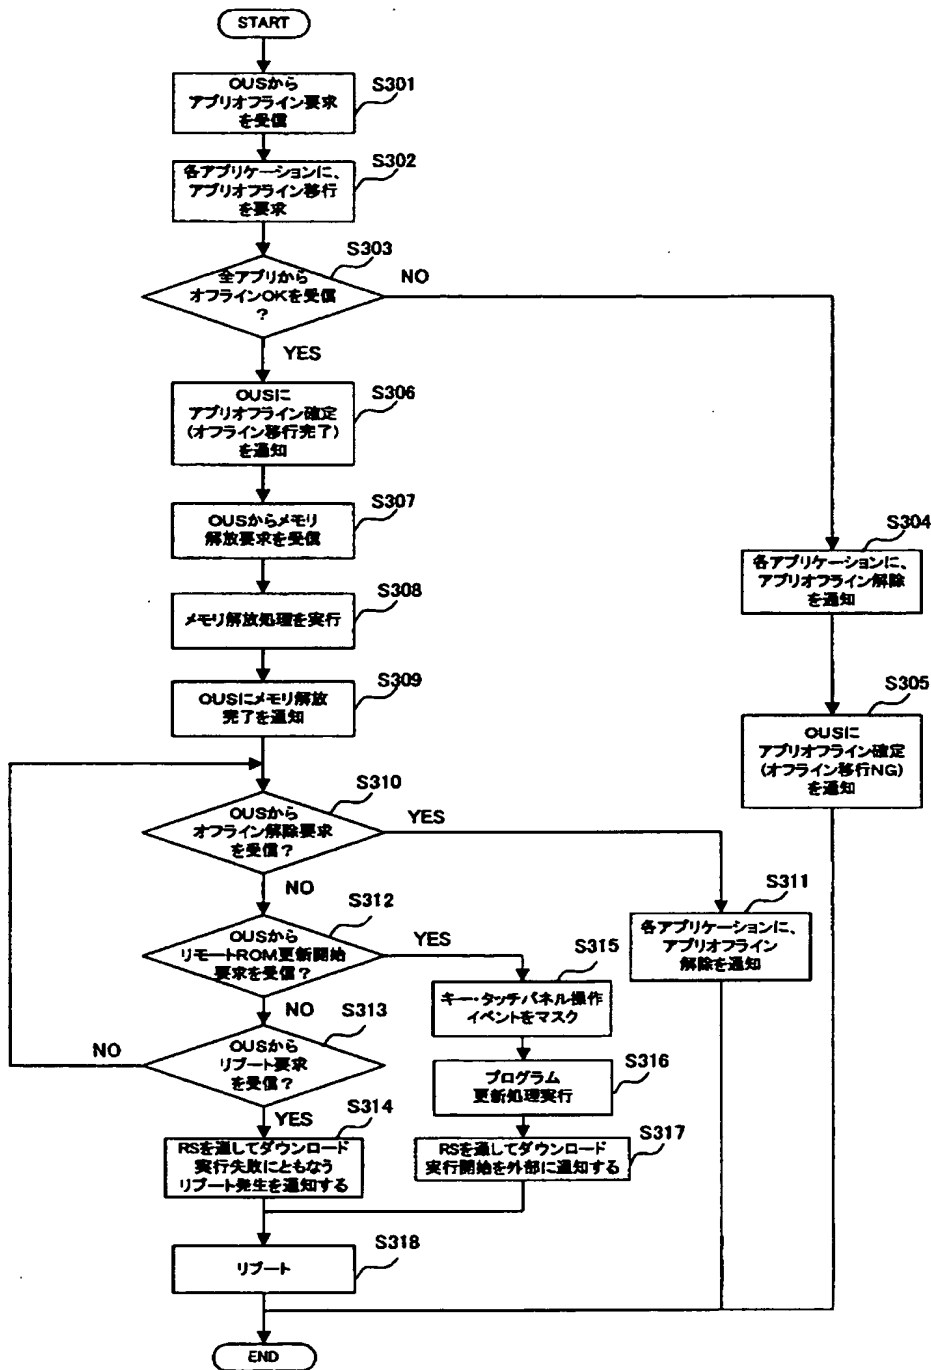 START
OUSから
アプリオフライン要求
を受信
S301
各アプリケーションに、
アプリオフライン移行
を要求
S302
全アプリから
オフラインOKを受信
?
S303
NO
YES
OUSに
アプリオフライン確定
(オフライン移行完了)
を通知
S306
OUSからメモリ
解放要求を受信
S307
各アプリケーションに、
アプリオフライン解除
を通知
S304
メモリ解放処理を実行
S308
OUSにメモリ解放
完了を通知
S309
OUSに
アプリオフライン確定
(オフライン移行NG)
を通知
S305
OUSから
オフライン解除要求
を受信?
S310
YES
NO
各アプリケーションに、
アプリオフライン
解除を通知
S311
OUSから
リモートROM更新開始
要求を受信?
S312
YES
NO
キー・タッチパネル操作
イベントをマスク
S315
OUSから
リブート要求
を受信?
S313
NO
YES
プログラム
更新処理実行
S316
RSを通してダウンロード
実行失敗にともなう
リブート発生を通知する
S314
RSを通してダウンロード
実行開始を外部に通知する
S317
リブート
S318
END